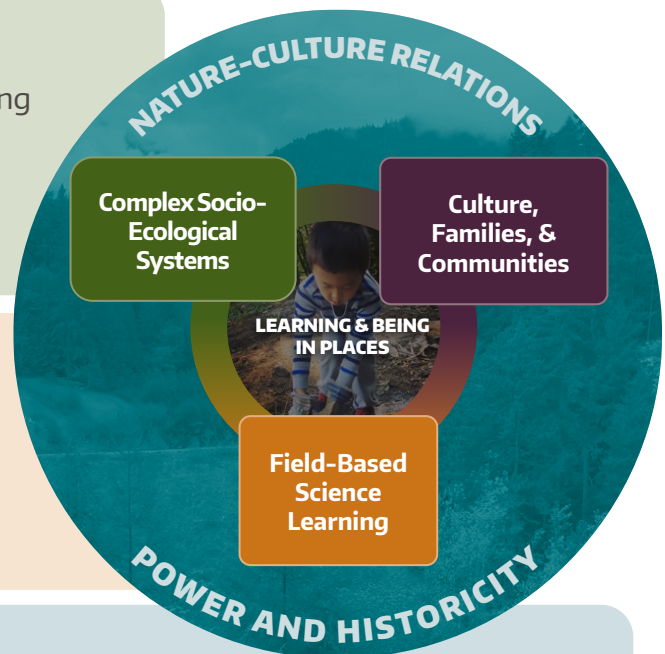 ng
NATURE-CULTURE RELATIONS
Complex Socio-
Ecological
Systems
Culture,
Families, &
Communities
LEARNING & BEING
IN PLACES
Field-Based
Science
Learning
POWER AND HISTORICITY